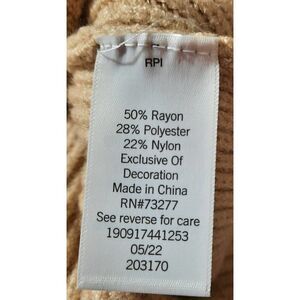 RPI
50% Rayon
28% Polyester
22% Nylon
Exclusive Of
Decoration
Made in China
RN#73277
See reverse for care
190917441253
05/22
203170